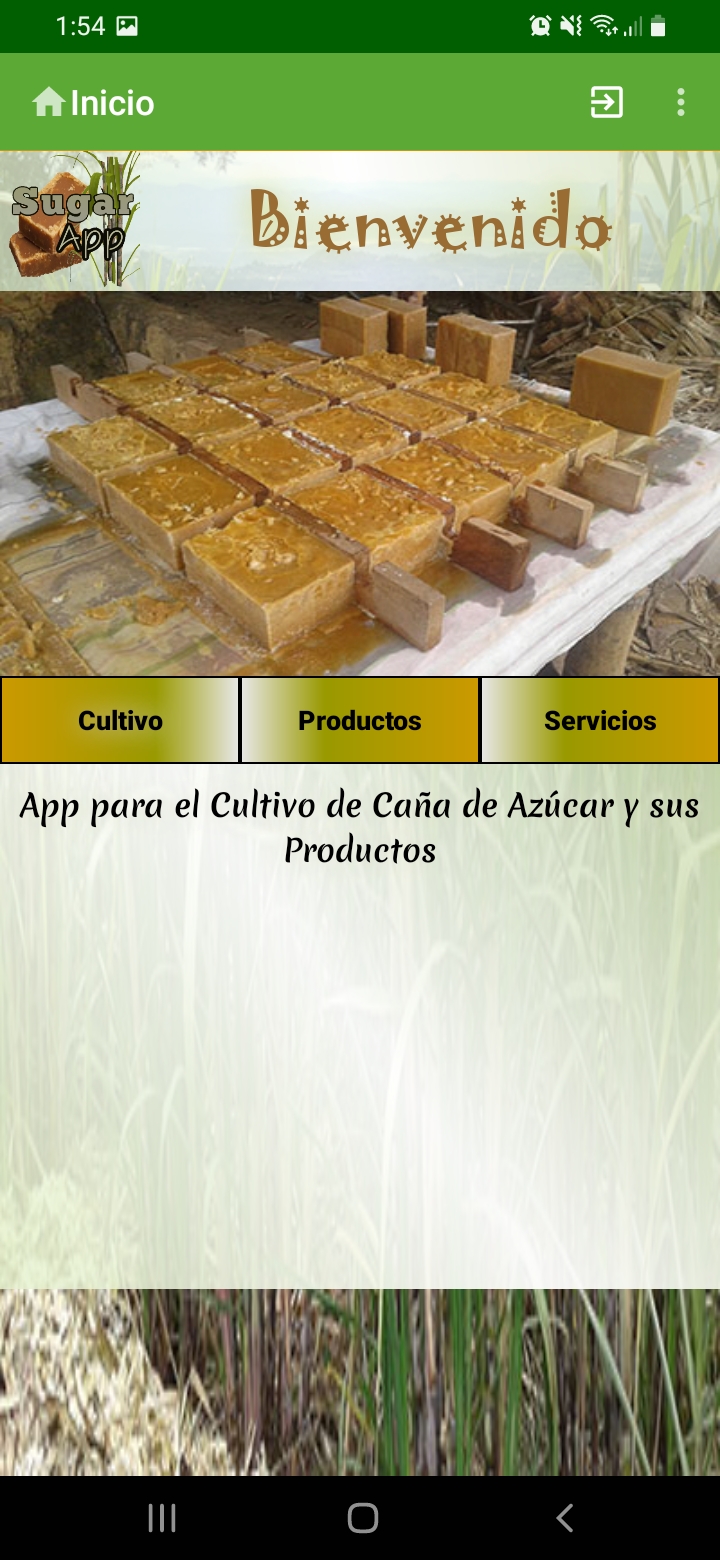 1:54
Inicio
Sugar
App
Bienvenido
Cultivo
Productos
Servicios
App para el Cultivo de Caña de Azúcar y sus
Productos